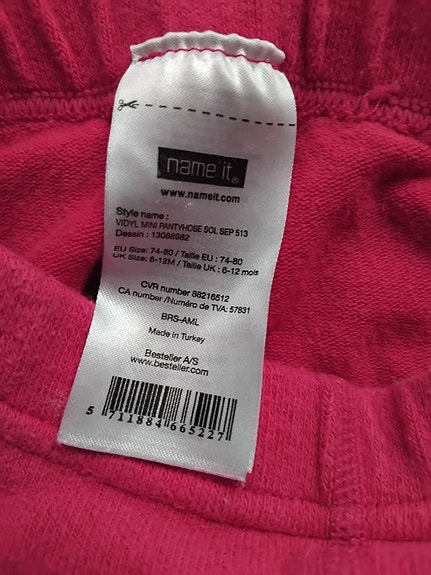 name it®
www.nameit.com
Style name :
VIDYL MINI PANTYHOSE SOL SEP 513
Dessin : 13088982
EU Size: 74-80 / Taille EU : 74-80
UK Size: 6-12M / Taille UK : 6-12 mois
CVR number 88216512
CA number /Numéro de TVA: 57831
BRS-AML
Made in Turkey
Besteller A/S
www.besteller.com
5 711884 665227